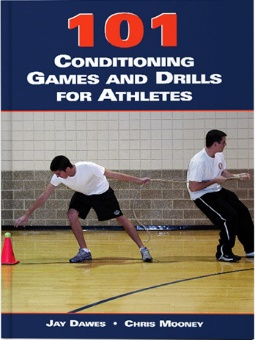 101
CONDITIONING
GAMES AND DRILLS
FOR ATHLETES
JAY DAWES • CHRIS MOONEY